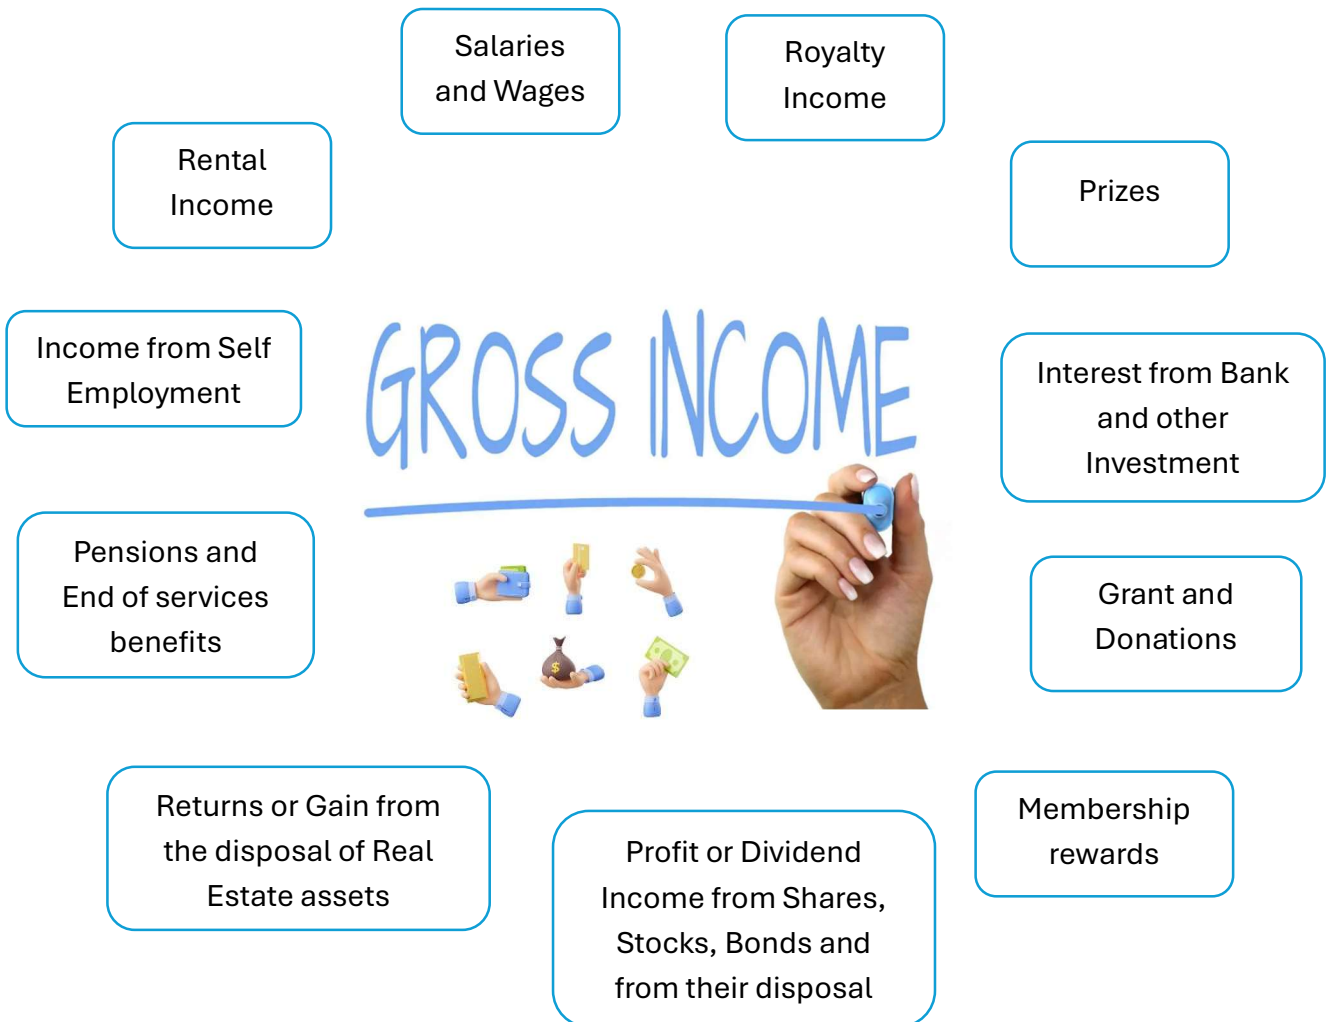 Salaries
and Wages
Royalty
Income
Rental
Income
Prizes
Income from Self
Employment
GROSS INCOME
Interest from Bank
and other
Investment
Pensions and
End of services
benefits
$
Grant and
Donations
Returns or Gain from
the disposal of Real
Estate assets
Profit or Dividend
Income from Shares,
Stocks, Bonds and
from their disposal
Membership
rewards